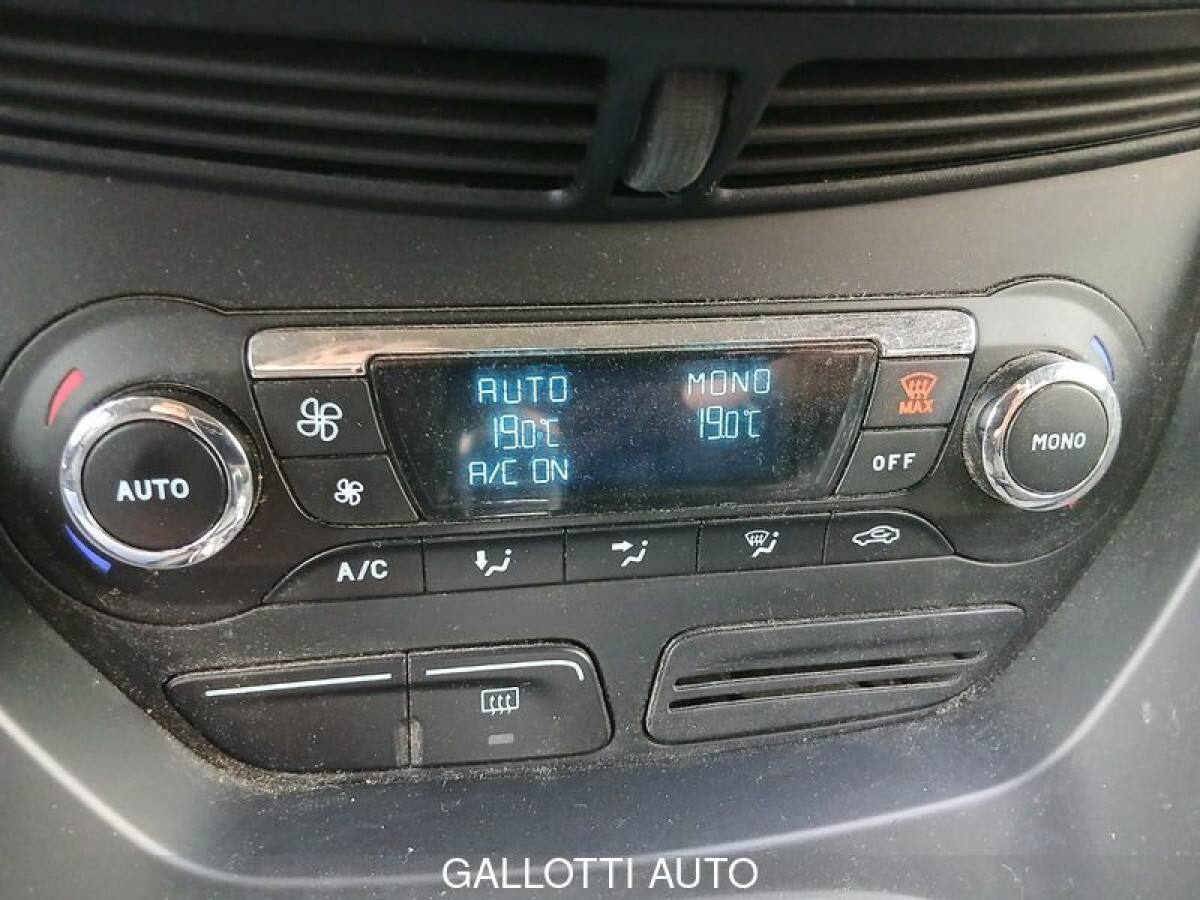 AUTO MONO
19.0°C 19.0°C
A/C ON
MAX
OFF
AUTO
MONO
A/C
GALLOTTI AUTO